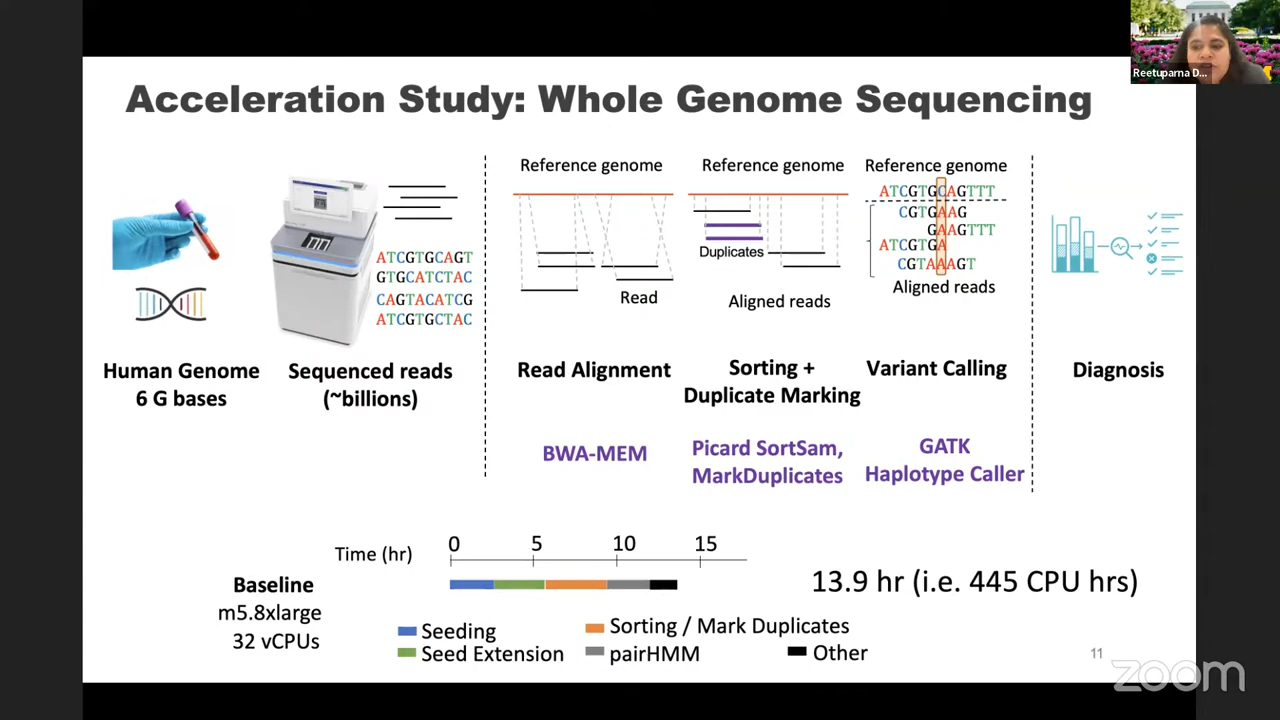 Reetuparna D...
Acceleration Study: Whole Genome Sequencing
ATCGTGCAGT
GTGCATCTAC
CAGTACATCG
ATCGTGCTAC
Human Genome
6 G bases
Sequenced reads
(~billions)
Reference genome
Read
Read Alignment
BWA-MEM
Reference genome
Duplicates
Aligned reads
Sorting +
Duplicate Marking
Picard SortSam,
MarkDuplicates
Reference genome
ATCGTGCAGTTT
CGTGAAG
GAAGTTT
ATCGTGA
CGTAAAGT
Aligned reads
Variant Calling
GATK
Haplotype Caller
Diagnosis
Time (hr)
0 5 10 15
Baseline
m5.8xlarge
32 vCPUs
13.9 hr (i.e. 445 CPU hrs)
Seeding
Seed Extension
Sorting / Mark Duplicates
pairHMM
Other
11
zoom